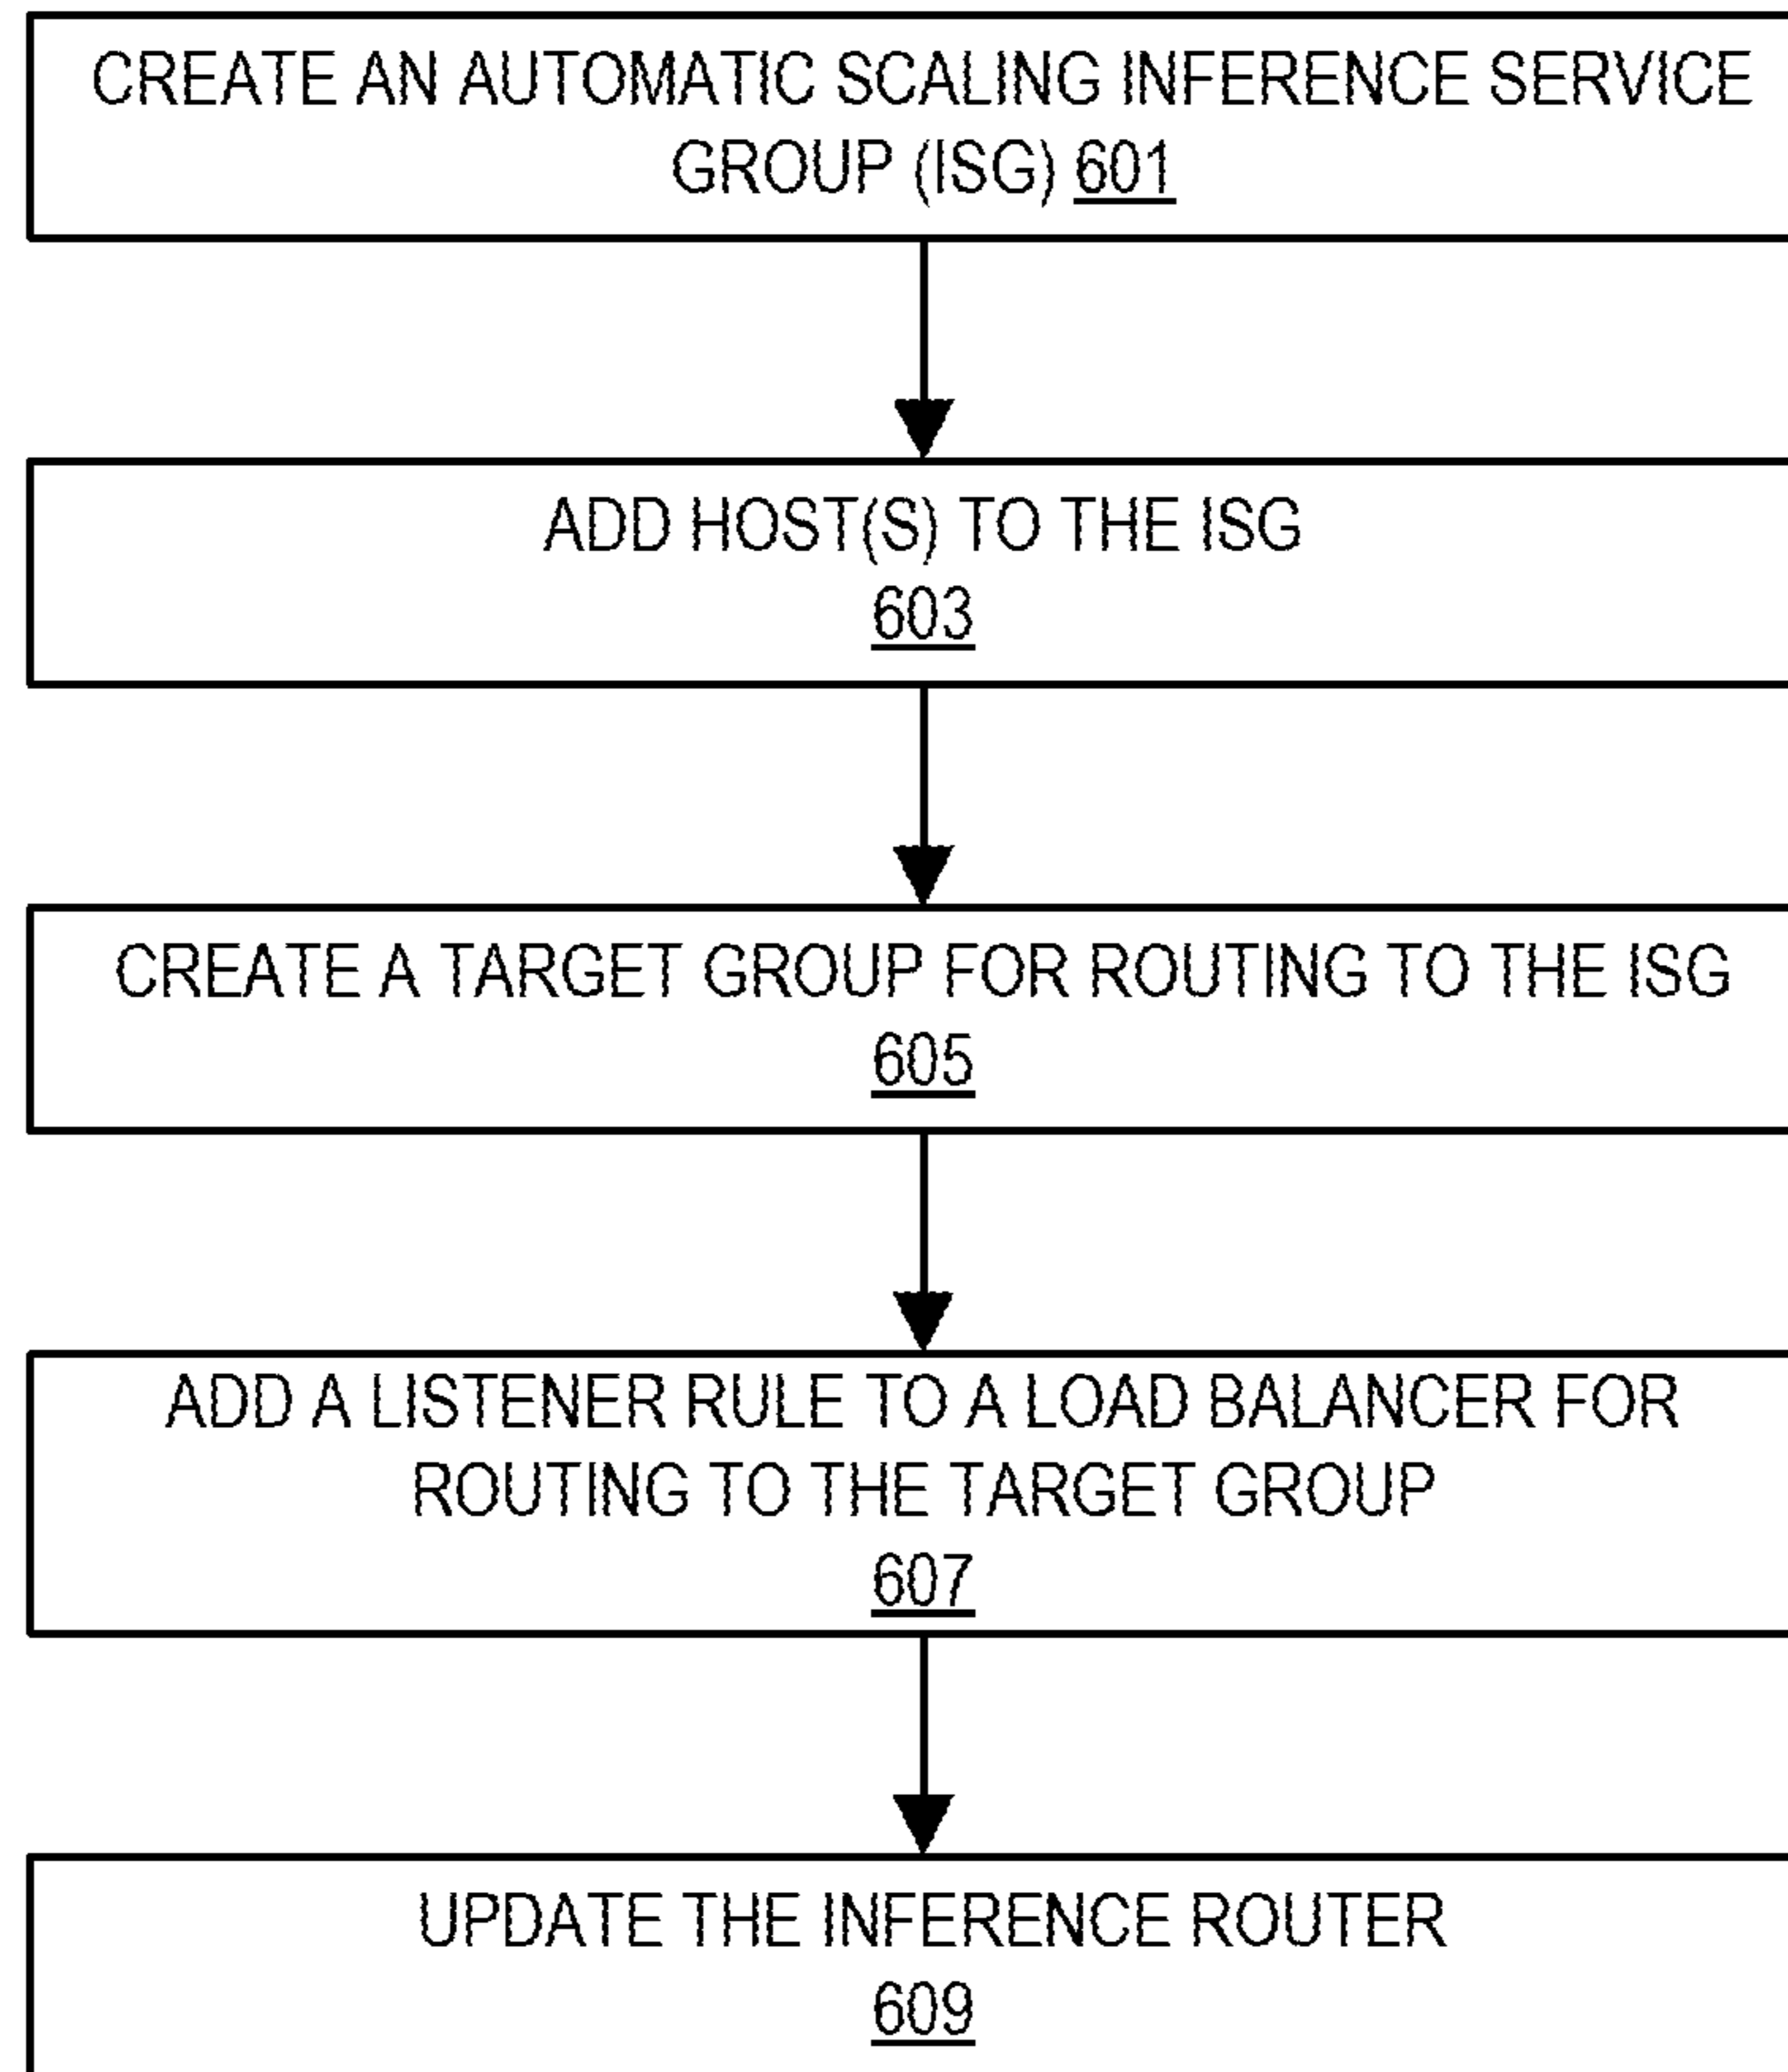 CREATE AN AUTOMATIC SCALING INFERENCE SERVICE
GROUP (ISG) 601
ADD HOST(S) TO THE ISG
603
CREATE A TARGET GROUP FOR ROUTING TO THE ISG
605
ADD A LISTENER RULE TO A LOAD BALANCER FOR
ROUTING TO THE TARGET GROUP
607
UPDATE THE INFERENCE ROUTER
609